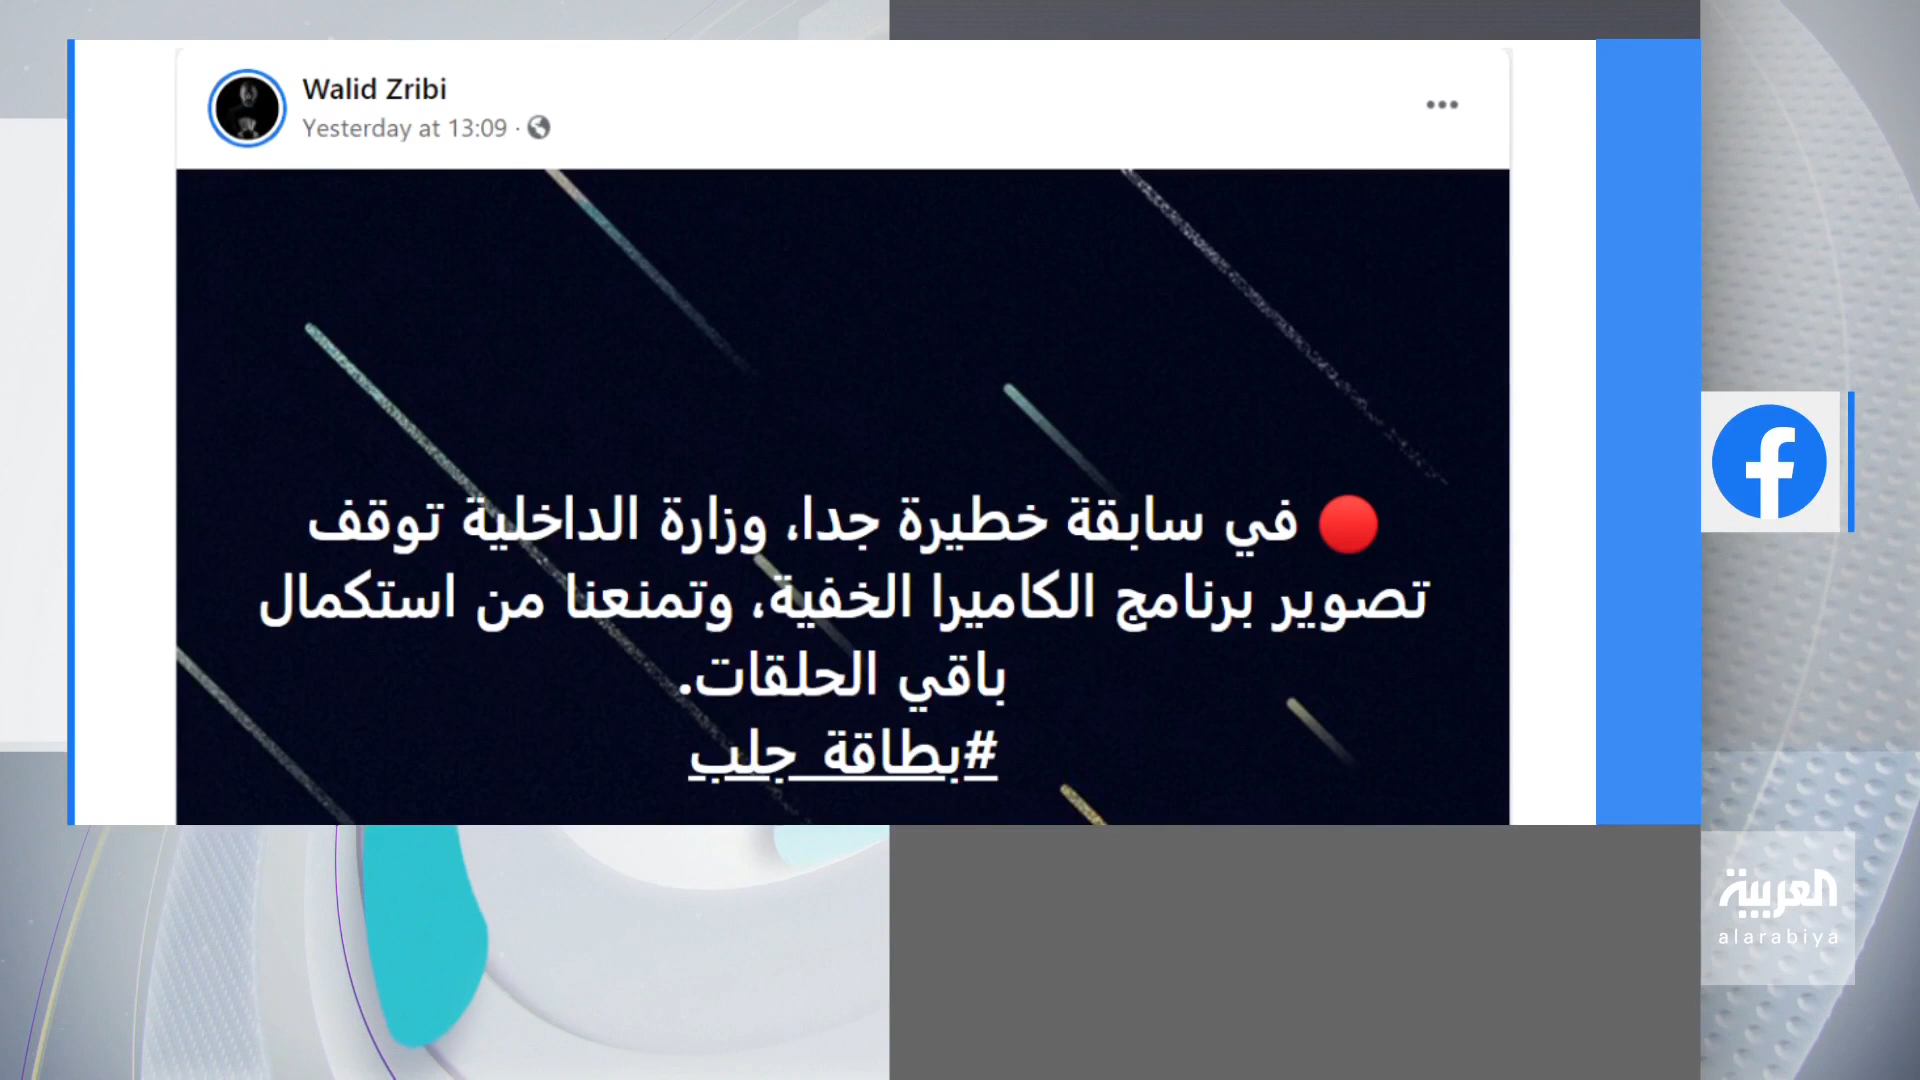 Walid Zribi
Yesterday at 13:09 ·
في سابقة خطيرة جدا، وزارة الداخلية توقف
تصوير برنامج الكاميرا الخفية، وتمنعنا من استكمال
باقي الحلقات.
#بطاقة_جلب
العربية
alarabiya